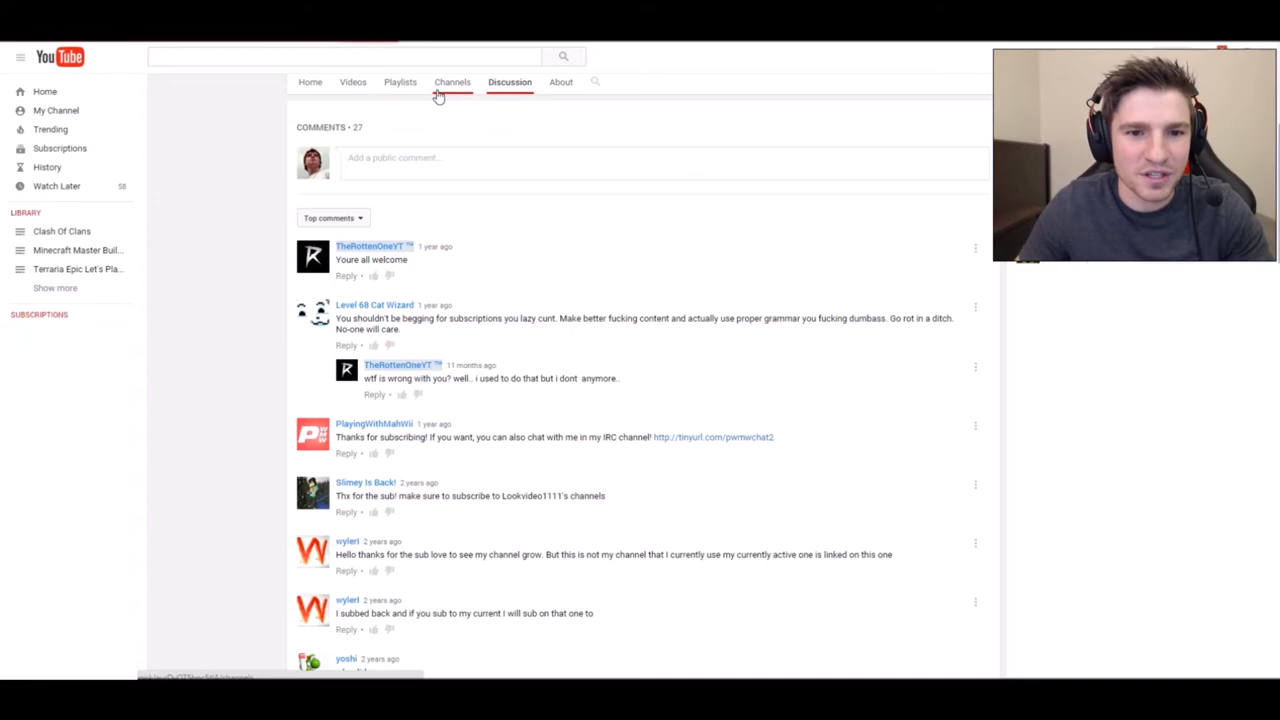 YouTube
Home Videos Playlists Channels Discussion About
Home
My Channel
Trending
Subscriptions
History
Watch Later 58
LIBRARY
Clash Of Clans
Minecraft Master Buil...
Terraria Epic Let's Pla...
Show more
SUBSCRIPTIONS
COMMENTS • 27
Add a public comment...
Top comments
TheRottenOneYT ™ 1 year ago
Youre all welcome
Reply •
Level 68 Cat Wizard 1 year ago
You shouldn't be begging for subscriptions you lazy cunt. Make better fucking content and actually use proper grammar you fucking dumbass. Go rot in a ditch.
No-one will care.
Reply •
TheRottenOneYT ™ 11 months ago
wtf is wrong with you? well.. i used to do that but i dont anymore..
Reply •
PlayingWithMahWii 1 year ago
Thanks for subscribing! If you want, you can also chat with me in my IRC channel! http://tinyurl.com/pwmwchat2
Reply •
Slimey Is Back! 2 years ago
Thx for the sub! make sure to subscribe to Lookvideo1111's channels
Reply •
wylerI 2 years ago
Hello thanks for the sub love to see my channel grow. But this is not my channel that I currently use my currently active one is linked on this one
Reply •
wylerI 2 years ago
I subbed back and if you sub to my current I will sub on that one to
Reply •
yoshi 2 years ago